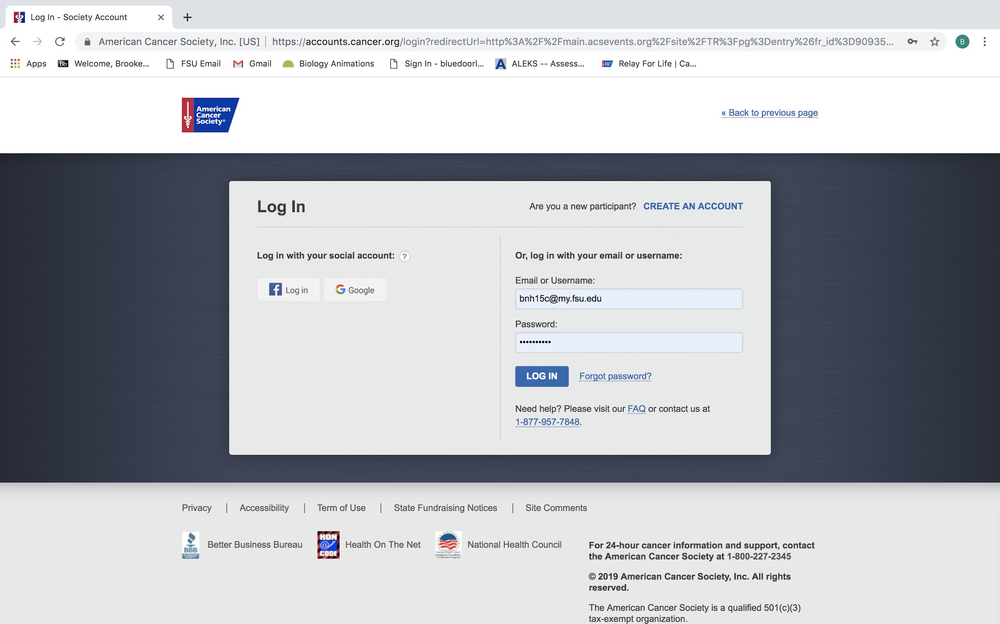 Log In - Society Account
American Cancer Society, Inc. [US] | https://accounts.cancer.org/login?redirectUrl=http%3A%2F%2Fmain.acsevents.org%2Fsite%2FTR%3Fpg%3Dentry%26fr_id%3D90935... B
Apps Bb Welcome, Brooke... FSU Email Gmail Biology Animations Sign In - bluedoorl... A ALEKS -- Assess... Relay For Life | Ca...
American
Cancer
Society®
« Back to previous page
Log In
Are you a new participant? CREATE AN ACCOUNT
Log in with your social account: ?
Log in
Google
Or, log in with your email or username:
Email or Username:
bnh15c@my.fsu.edu
Password:
••••••••••
LOG IN Forgot password?
Need help? Please visit our FAQ or contact us at
1-877-957-7848.
Privacy | Accessibility | Term of Use | State Fundraising Notices | Site Comments
BBB
Better Business Bureau
HON
@
CODE
Health On The Net
National Health Council
For 24-hour cancer information and support, contact
the American Cancer Society at 1-800-227-2345
© 2019 American Cancer Society, Inc. All rights
reserved.
The American Cancer Society is a qualified 501(c)(3)
tax-exempt organization.